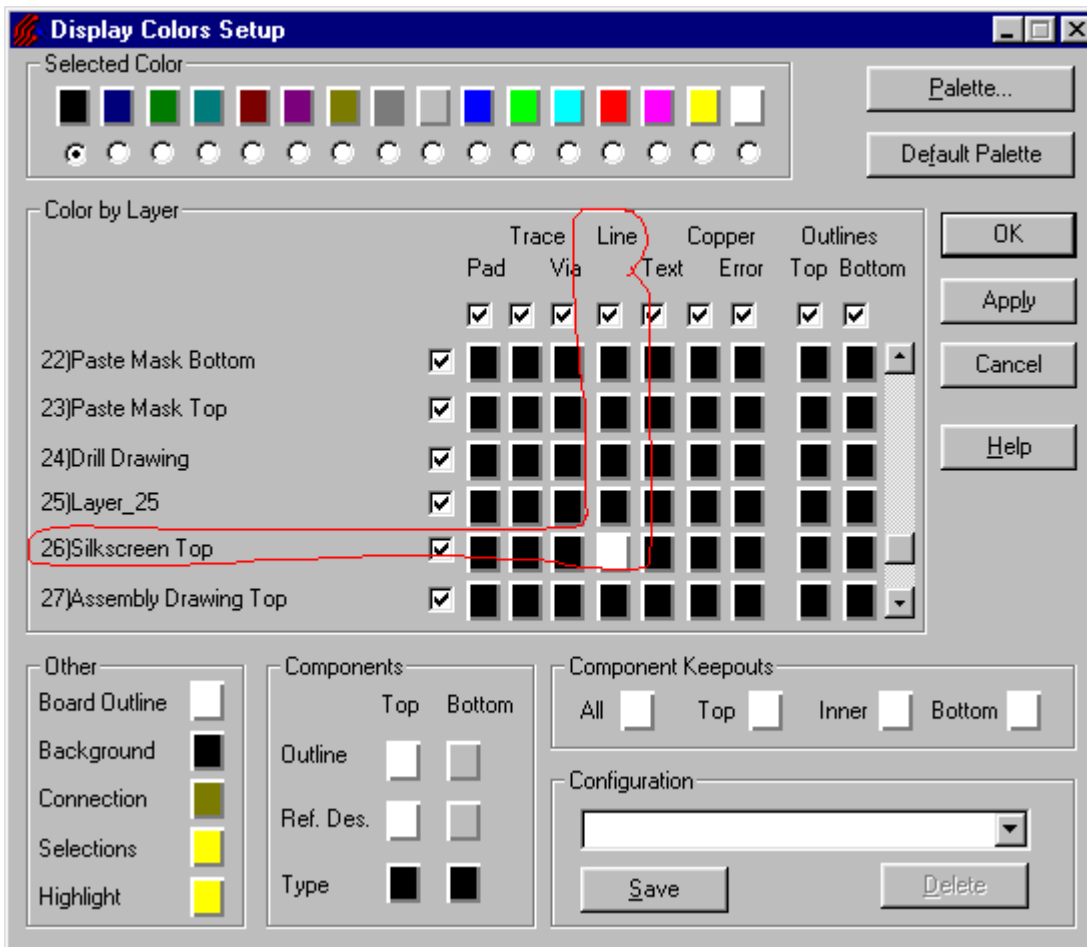 Display Colors Setup
Selected Color
Palette...
Default Palette
Color by Layer
Trace Line Copper Outlines
Pad Via Text Error Top Bottom
22)Paste Mask Bottom
23)Paste Mask Top
24)Drill Drawing
25)Layer_25
26)Silkscreen Top
27)Assembly Drawing Top
OK
Apply
Cancel
Help
Other
Board Outline
Background
Connection
Selections
Highlight
Components
Top Bottom
Outline
Ref. Des.
Type
Component Keepouts
All Top Inner Bottom
Configuration
Save Delete